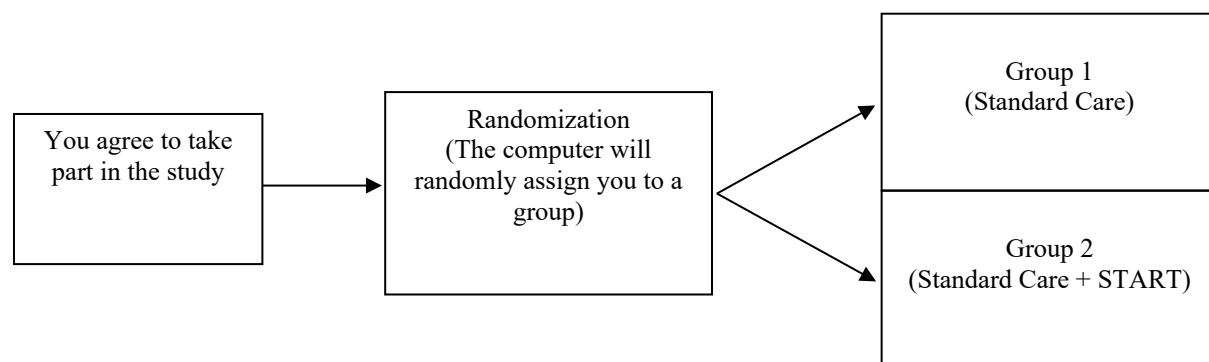 You agree to take
part in the study
Randomization
(The computer will
randomly assign you to a
group)
Group 1
(Standard Care)
Group 2
(Standard Care + START)